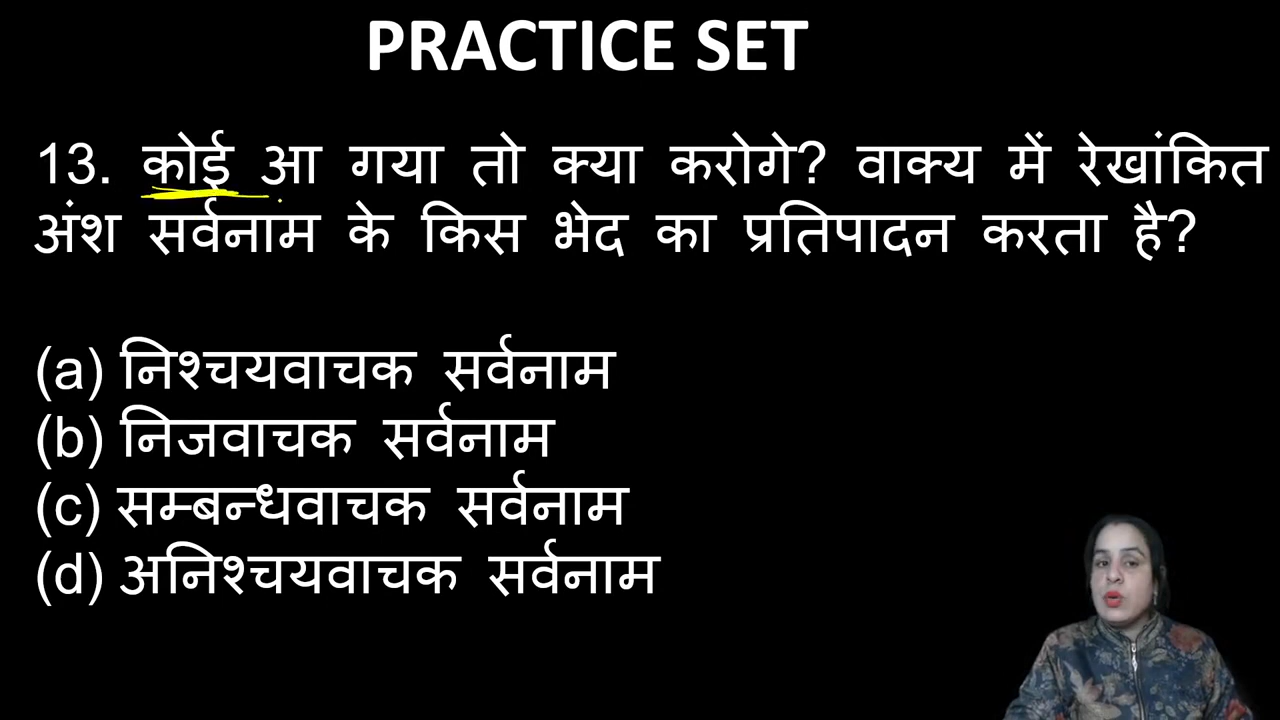 PRACTICE SET
13. कोई आ गया तो क्या करोगे? वाक्य में रेखांकित
अंश सर्वनाम के किस भेद का प्रतिपादन करता है?
(a) निश्चयवाचक सर्वनाम
(b) निजवाचक सर्वनाम
(c) सम्बन्धवाचक सर्वनाम
(d) अनिश्चयवाचक सर्वनाम